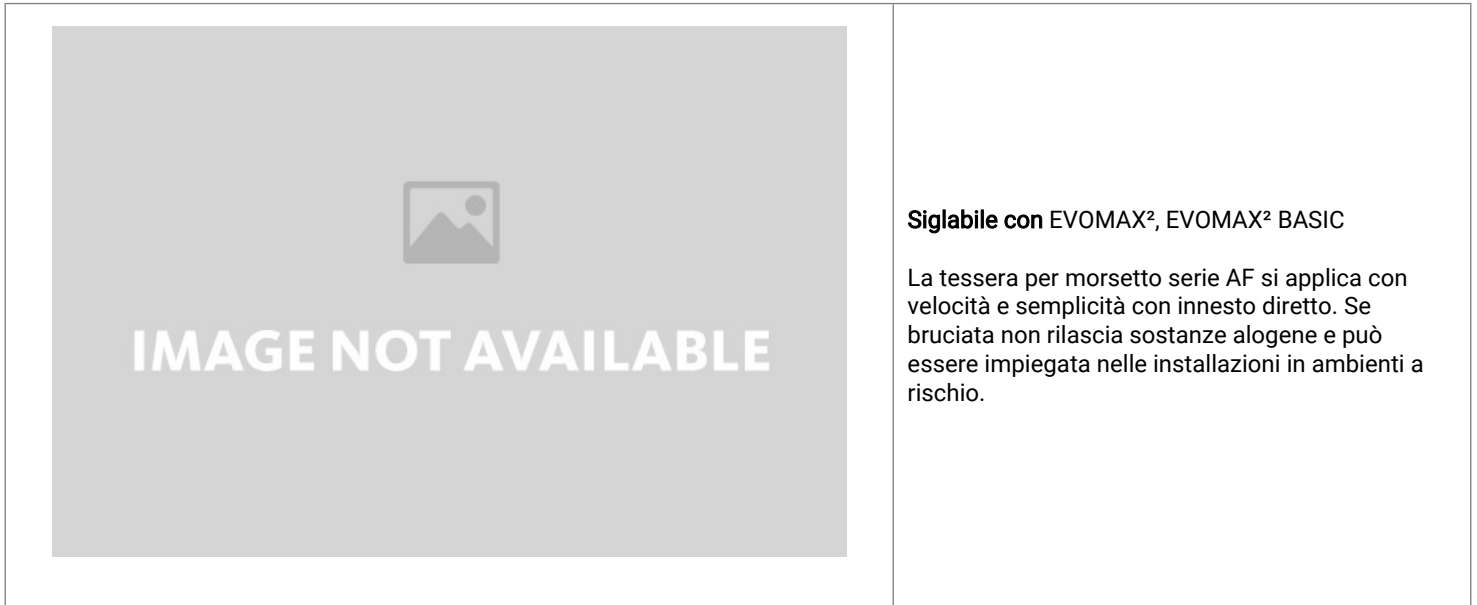 IMAGE NOT AVAILABLE
Siglabile con EVOMAX², EVOMAX² BASIC
La tessera per morsetto serie AF si applica con
velocità e semplicità con innesto diretto. Se
bruciata non rilascia sostanze alogene e può
essere impiegata nelle installazioni in ambienti a
rischio.